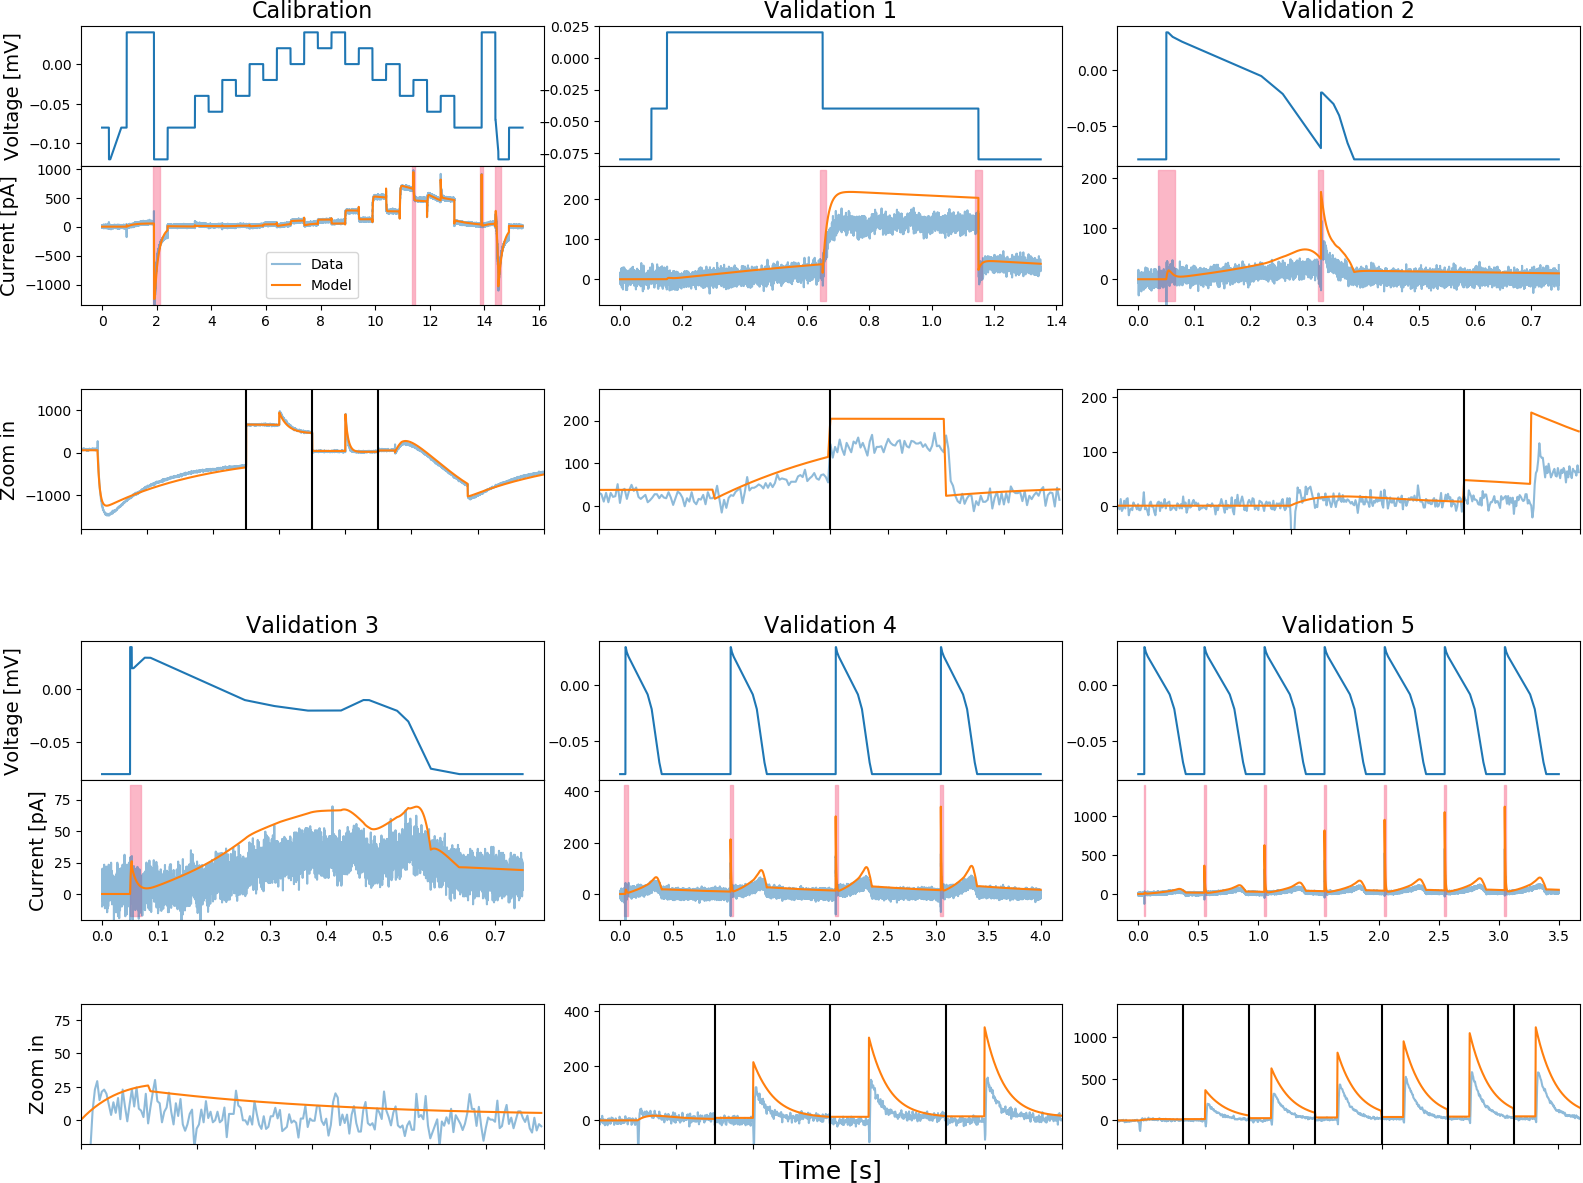 Calibration Validation 1 Validation 2
Voltage [mV]
0.00 −0.05 −0.10
0.025 0.000 −0.025 −0.050 −0.075
0.00 −0.05
Current [pA]
1000 500 0 −500 −1000
200 100 0
200 100 0
Data
Model
0 2 4 6 8 10 12 14 16
0.0 0.2 0.4 0.6 0.8 1.0 1.2 1.4
0.0 0.1 0.2 0.3 0.4 0.5 0.6 0.7
Zoom in
1000 0 −1000
200 100 0
200 100 0
Validation 3 Validation 4 Validation 5
Voltage [mV]
0.00 −0.05
0.00 −0.05
0.00 −0.05
Current [pA]
75 50 25 0
400 200 0
1000 500 0
0.0 0.1 0.2 0.3 0.4 0.5 0.6 0.7
0.0 0.5 1.0 1.5 2.0 2.5 3.0 3.5 4.0
0.0 0.5 1.0 1.5 2.0 2.5 3.0 3.5
Zoom in
75 50 25 0
400 200 0
1000 500 0
Time [s]